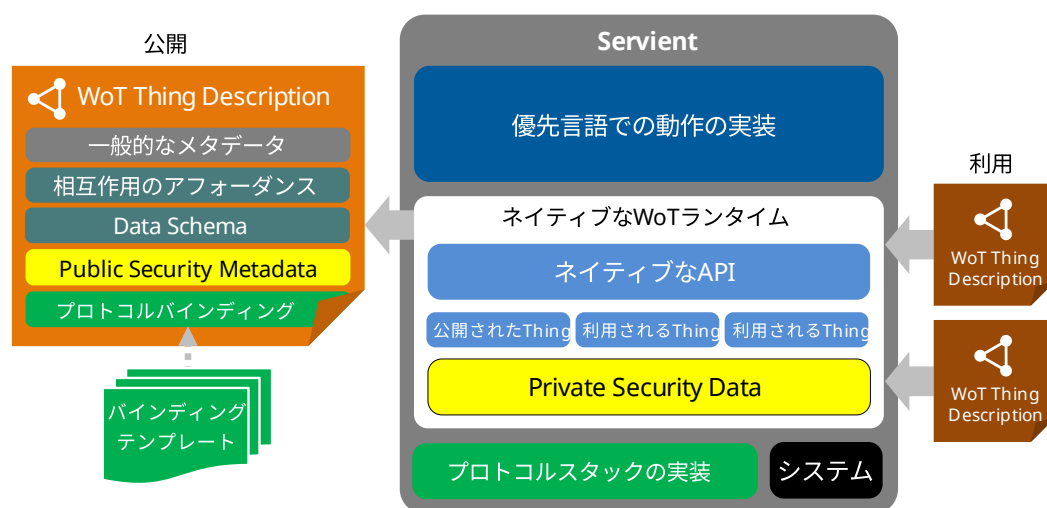 公開
WoT Thing Description
一般的なメタデータ
相互作用のアフォーダンス
Data Schema
Public Security Metadata
プロトコルバインディング
バインディング
テンプレート
Servient
優先言語での動作の実装
ネイティブなWoTランタイム
ネイティブなAPI
公開されたThing
利用されるThing
利用されるThing
Private Security Data
プロトコルスタックの実装
システム
利用
WoT Thing
Description
WoT Thing
Description